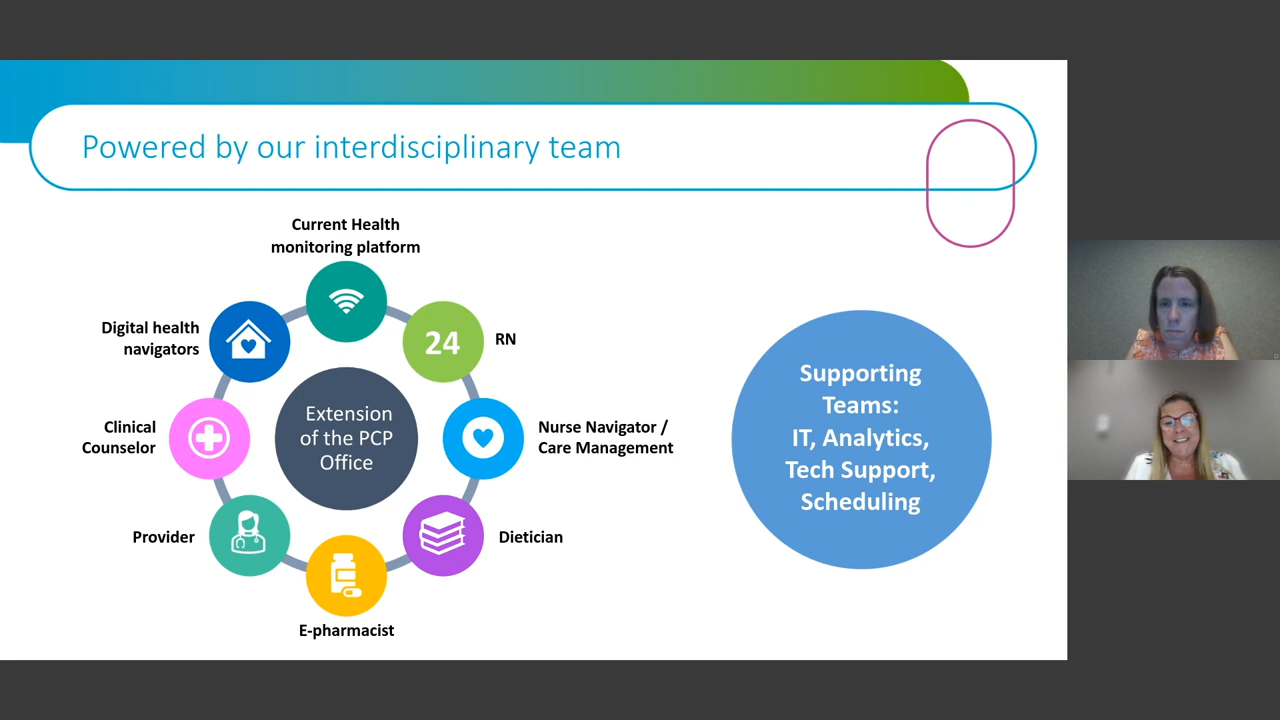 Powered by our interdisciplinary team
Current Health
monitoring platform
Digital health
navigators
24
RN
Clinical
Counselor
Extension
of the PCP
Office
Nurse Navigator /
Care Management
Provider
Dietician
E-pharmacist
Supporting
Teams:
IT, Analytics,
Tech Support,
Scheduling